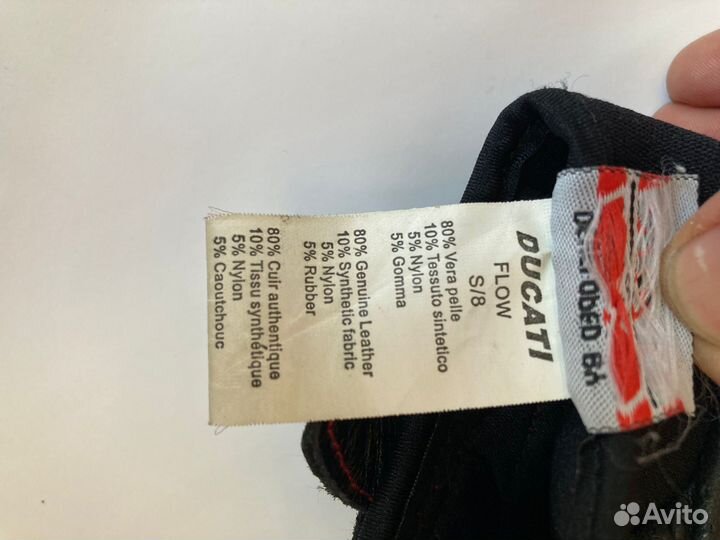 DUCATI
FLOW
S/8
80% Vera pelle
10% Tessuto sintetico
5% Nylon
5% Gomma
80% Genuine Leather
10% Synthetic fabric
5% Nylon
5% Rubber
80% Cuir authentique
10% Tissu synthétique
5% Nylon
5% Caoutchouc
BY
Avito